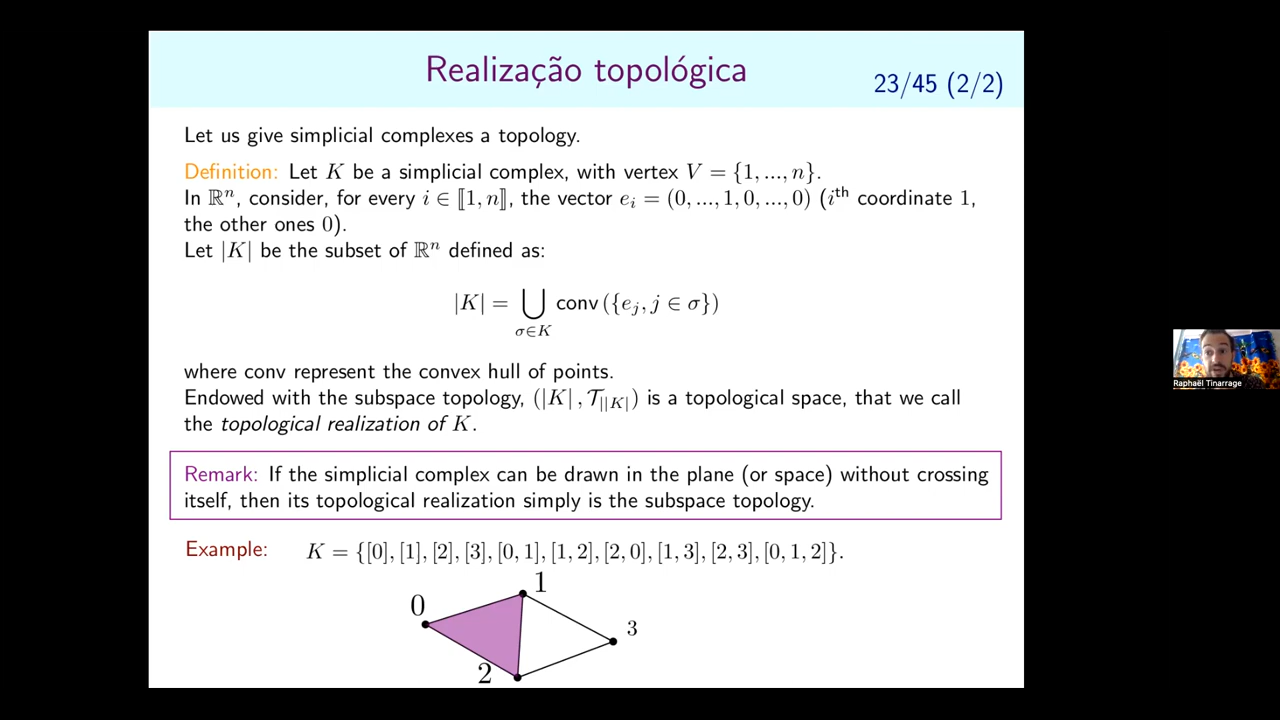 Realização topológica
23/45 (2/2)
Let us give simplicial complexes a topology.
Definition: Let K be a simplicial complex, with vertex V = {1, ..., n}.
In ℝⁿ, consider, for every i ∈ ⟦1, n⟧, the vector eᵢ = (0, ..., 1, 0, ..., 0) (iᵗʰ coordinate 1,
the other ones 0).
Let |K| be the subset of ℝⁿ defined as:
|K| = ⋃ conv ({eⱼ, j ∈ σ})
σ∈K
where conv represent the convex hull of points.
Endowed with the subspace topology, (|K| , 𝒯_{||K|}) is a topological space, that we call
the topological realization of K.
Remark: If the simplicial complex can be drawn in the plane (or space) without crossing
itself, then its topological realization simply is the subspace topology.
Example: K = {[0], [1], [2], [3], [0, 1], [1, 2], [2, 0], [1, 3], [2, 3], [0, 1, 2]}.
1
0
3
2
Raphaël Tinarrage